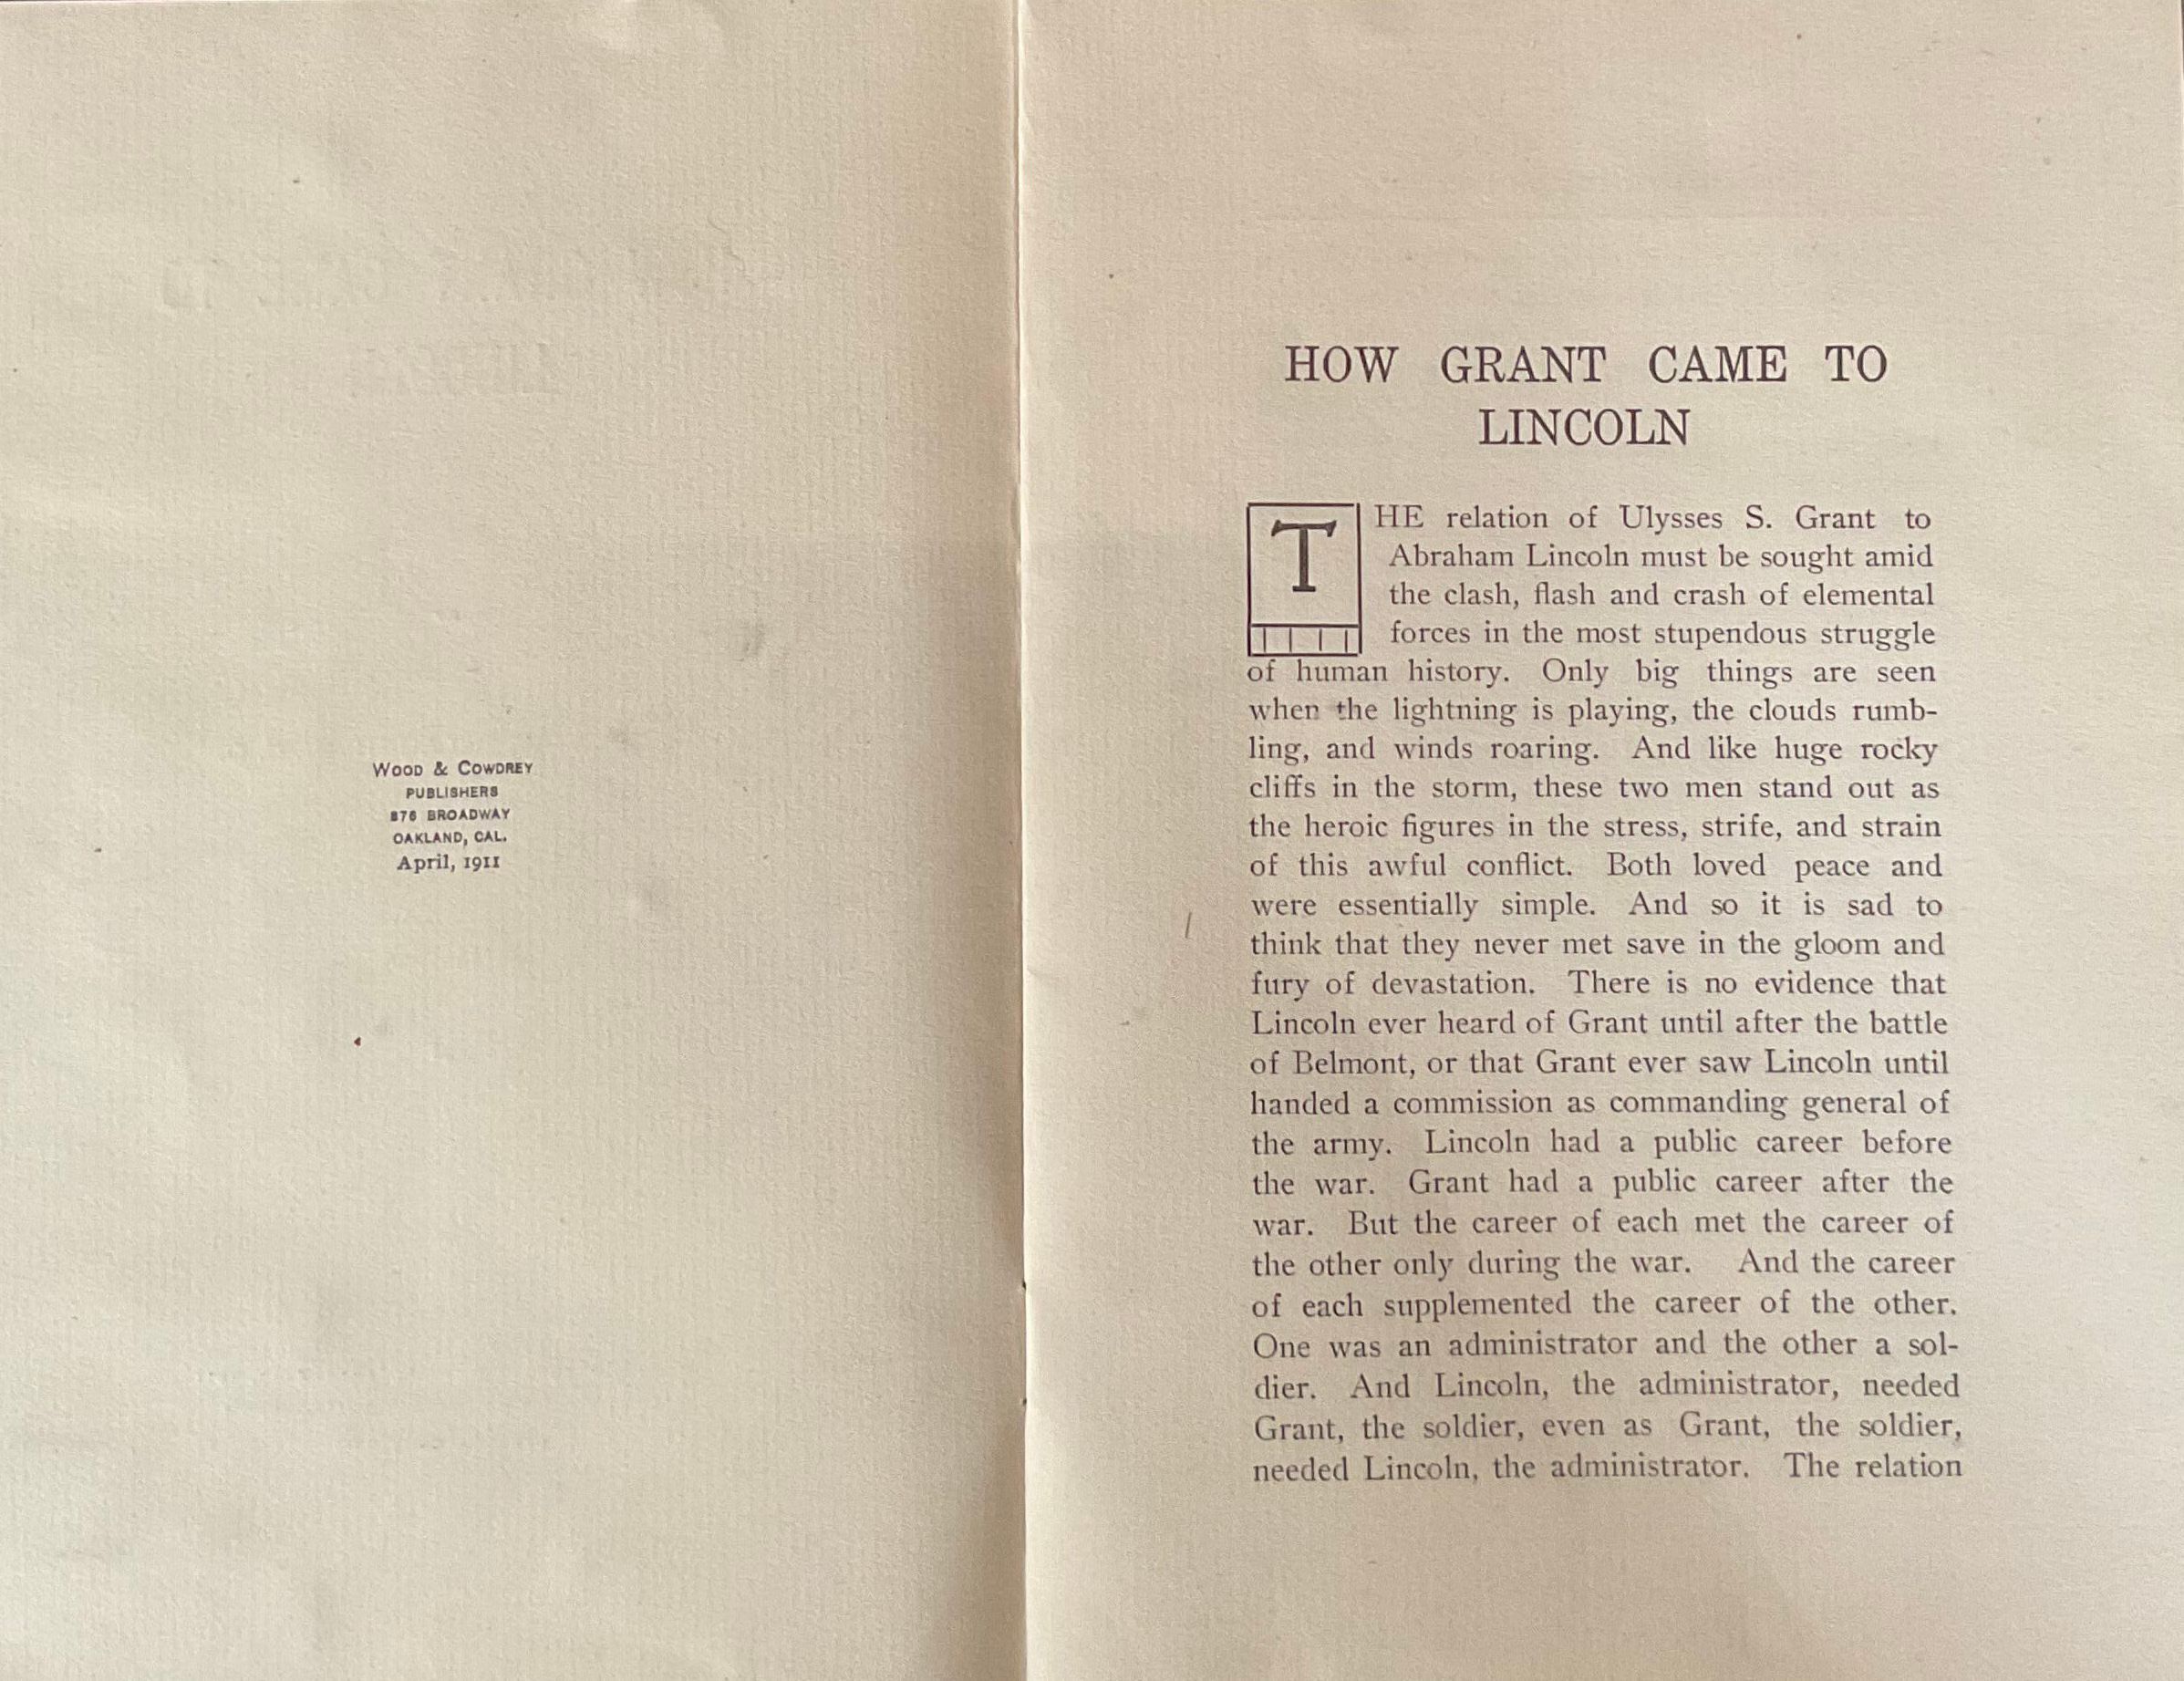 WOOD & COWDREY
PUBLISHERS
876 BROADWAY
OAKLAND, CAL.
April, 1911
HOW GRANT CAME TO
LINCOLN
THE relation of Ulysses S. Grant to
Abraham Lincoln must be sought amid
the clash, flash and crash of elemental
forces in the most stupendous struggle
of human history. Only big things are seen
when the lightning is playing, the clouds rumb-
ling, and winds roaring. And like huge rocky
cliffs in the storm, these two men stand out as
the heroic figures in the stress, strife, and strain
of this awful conflict. Both loved peace and
were essentially simple. And so it is sad to
think that they never met save in the gloom and
fury of devastation. There is no evidence that
Lincoln ever heard of Grant until after the battle
of Belmont, or that Grant ever saw Lincoln until
handed a commission as commanding general of
the army. Lincoln had a public career before
the war. Grant had a public career after the
war. But the career of each met the career of
the other only during the war. And the career
of each supplemented the career of the other.
One was an administrator and the other a sol-
dier. And Lincoln, the administrator, needed
Grant, the soldier, even as Grant, the soldier,
needed Lincoln, the administrator. The relation